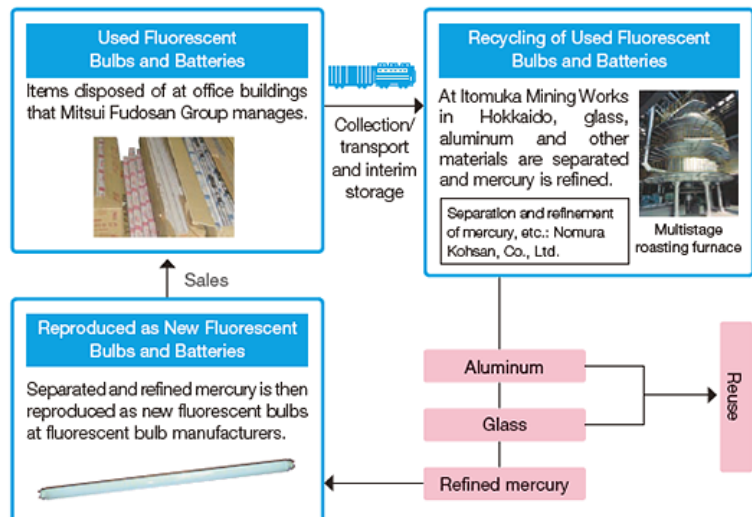 Used Fluorescent
Bulbs and Batteries
Items disposed of at office buildings
that Mitsui Fudosan Group manages.
Collection/
transport
and interim
storage
Recycling of Used Fluorescent
Bulbs and Batteries
At Itomuka Mining Works
in Hokkaido, glass,
aluminum and other
materials are separated
and mercury is refined.
Separation and refinement
of mercury, etc.: Nomura
Kohsan, Co., Ltd.
Multistage
roasting furnace
Aluminum
Glass
Refined mercury
Reuse
Reproduced as New Fluorescent
Bulbs and Batteries
Separated and refined mercury is then
reproduced as new fluorescent bulbs
at fluorescent bulb manufacturers.
Sales